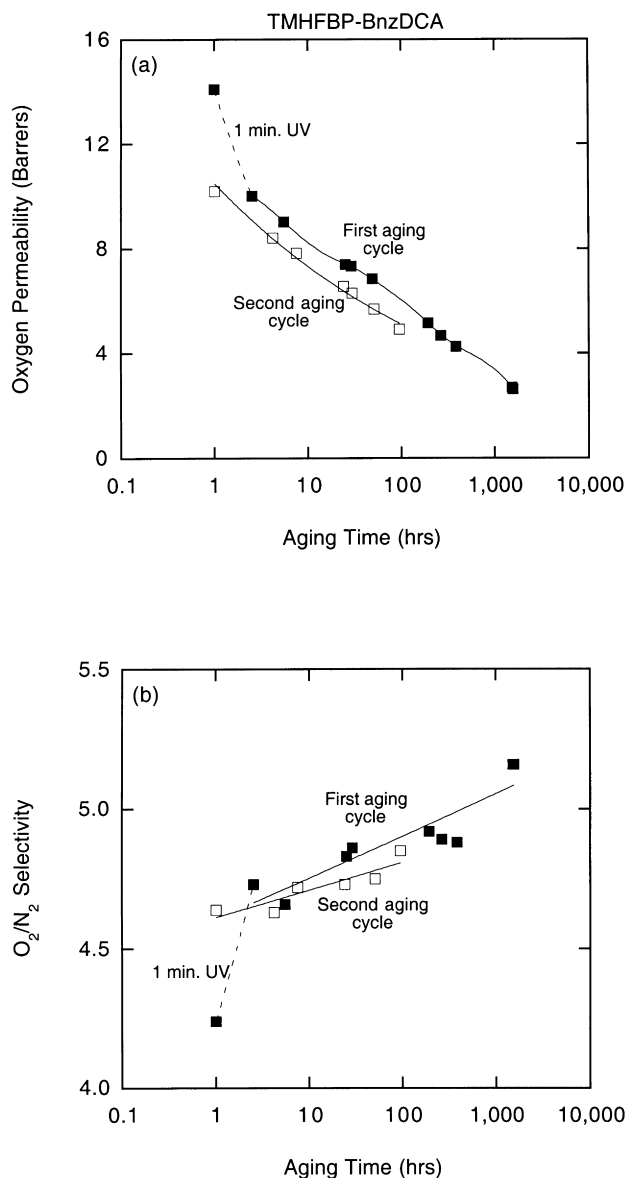 TMHFBP-BnzDCA
16
(a)
1 min. UV
12
Oxygen Permeability (Barrers)
First aging
cycle
8
Second aging
cycle
4
0
0.1 1 10 100 1,000 10,000
Aging Time (hrs)
5.5
(b)
First aging
cycle
5.0
O₂/N₂ Selectivity
Second aging
cycle
4.5
1 min. UV
4.0
0.1 1 10 100 1,000 10,000
Aging Time (hrs)